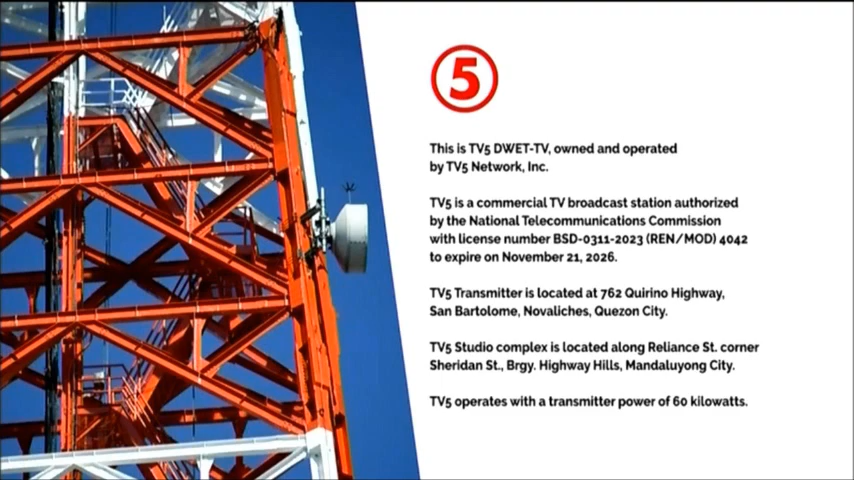 5
This is TV5 DWET-TV, owned and operated
by TV5 Network, Inc.
TV5 is a commercial TV broadcast station authorized
by the National Telecommunications Commission
with license number BSD-0311-2023 (REN/MOD) 4042
to expire on November 21, 2026.
TV5 Transmitter is located at 762 Quirino Highway,
San Bartolome, Novaliches, Quezon City.
TV5 Studio complex is located along Reliance St. corner
Sheridan St., Brgy. Highway Hills, Mandaluyong City.
TV5 operates with a transmitter power of 60 kilowatts.